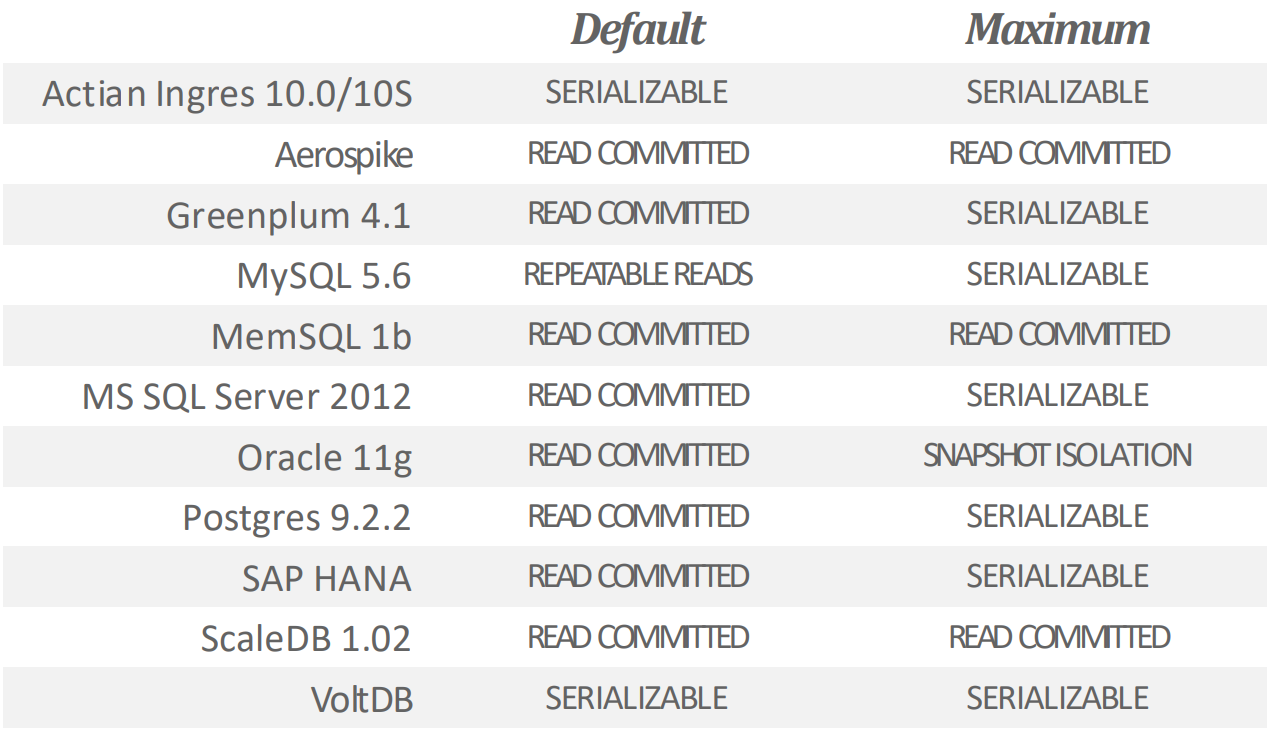 Default Maximum
Actian Ingres 10.0/10S SERIALIZABLE SERIALIZABLE
Aerospike READ COMMITTED READ COMMITTED
Greenplum 4.1 READ COMMITTED SERIALIZABLE
MySQL 5.6 REPEATABLE READS SERIALIZABLE
MemSQL 1b READ COMMITTED READ COMMITTED
MS SQL Server 2012 READ COMMITTED SERIALIZABLE
Oracle 11g READ COMMITTED SNAPSHOT ISOLATION
Postgres 9.2.2 READ COMMITTED SERIALIZABLE
SAP HANA READ COMMITTED SERIALIZABLE
ScaleDB 1.02 READ COMMITTED READ COMMITTED
VoltDB SERIALIZABLE SERIALIZABLE